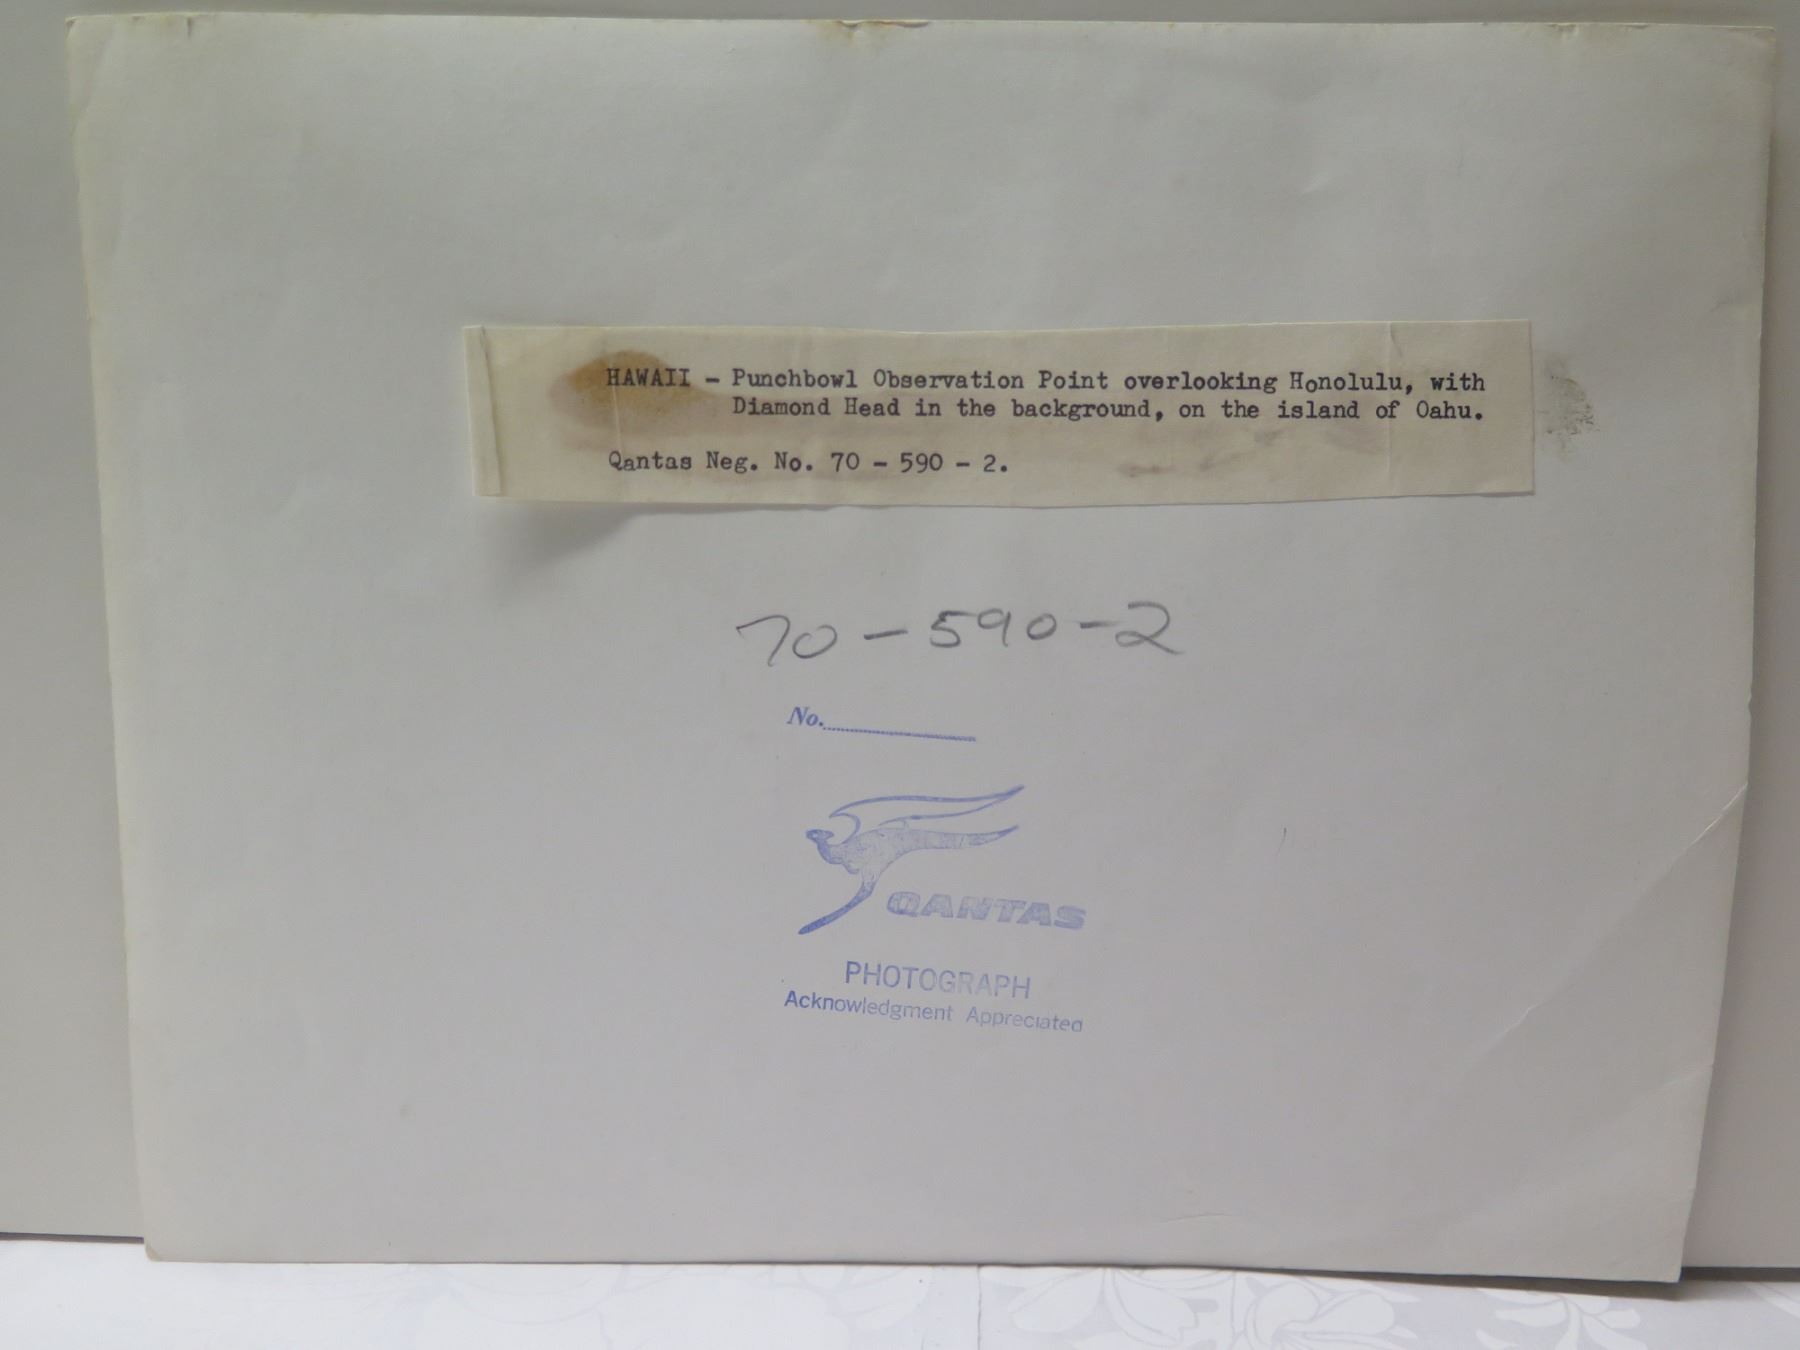 HAWAII - Punchbowl Observation Point overlooking Honolulu, with
Diamond Head in the background, on the island of Oahu.
Qantas Neg. No. 70 - 590 - 2.
70-590-2
No.
QANTAS
PHOTOGRAPH
Acknowledgment Appreciated